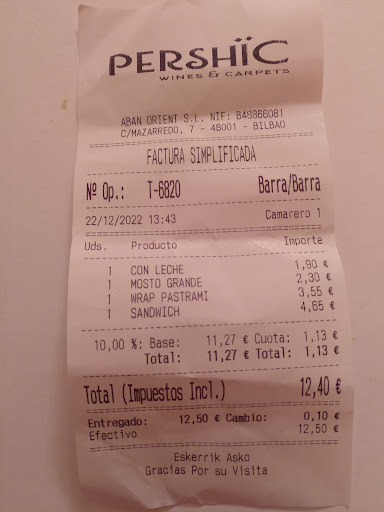 PERSHÏC
WINES & CARPETS
ABAN ORIENT S.L. NIF: B48866081
C/MAZARREDO, 7 - 48001 - BILBAO
FACTURA SIMPLIFICADA
Nº Op.: T-6820 Barra/Barra
22/12/2022 13:43 Camarero 1
Uds. Producto Importe
1 CON LECHE 1,90 €
1 MOSTO GRANDE 2,30 €
1 WRAP PASTRAMI 3,55 €
1 SANDWICH 4,65 €
10,00 %: Base: 11,27 € Cuota: 1,13 €
Total: 11,27 € Total: 1,13 €
Total (Impuestos Incl.) 12,40 €
Entregado: 12,50 € Cambio: 0,10 €
Efectivo 12,50 €
Eskerrik Asko
Gracias Por su Visita